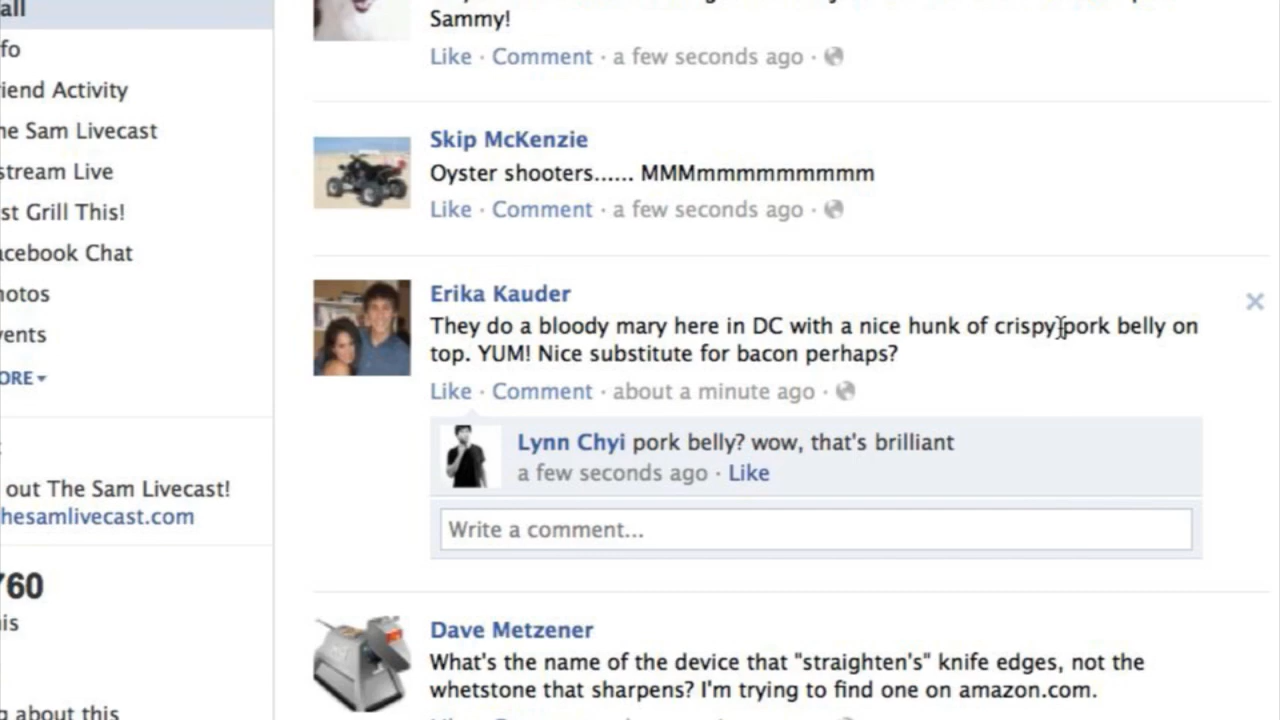 all
fo
riend Activity
he Sam Livecast
stream Live
st Grill This!
acebook Chat
hotos
vents
ORE
out The Sam Livecast!
hesamlivecast.com
760
is
g about this
Sammy!
Like · Comment · a few seconds ago ·
Skip McKenzie
Oyster shooters...... MMMmmmmmmmmm
Like · Comment · a few seconds ago ·
Erika Kauder
They do a bloody mary here in DC with a nice hunk of crispy pork belly on
top. YUM! Nice substitute for bacon perhaps?
Like · Comment · about a minute ago ·
Lynn Chyi pork belly? wow, that's brilliant
a few seconds ago · Like
Write a comment...
Dave Metzener
What's the name of the device that "straighten's" knife edges, not the
whetstone that sharpens? I'm trying to find one on amazon.com.